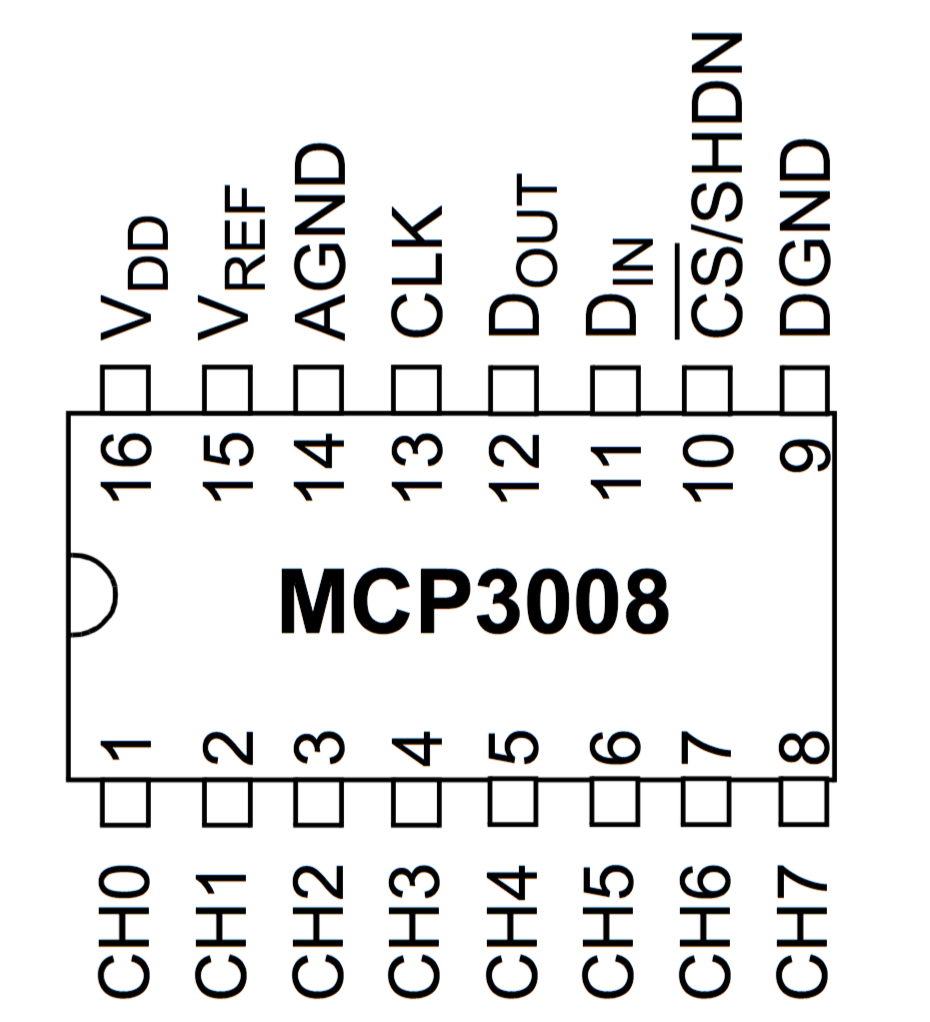 VDD VREF AGND CLK DOUT DIN CS/SHDN DGND
16 15 14 13 12 11 10 9
MCP3008
1 2 3 4 5 6 7 8
CH0 CH1 CH2 CH3 CH4 CH5 CH6 CH7